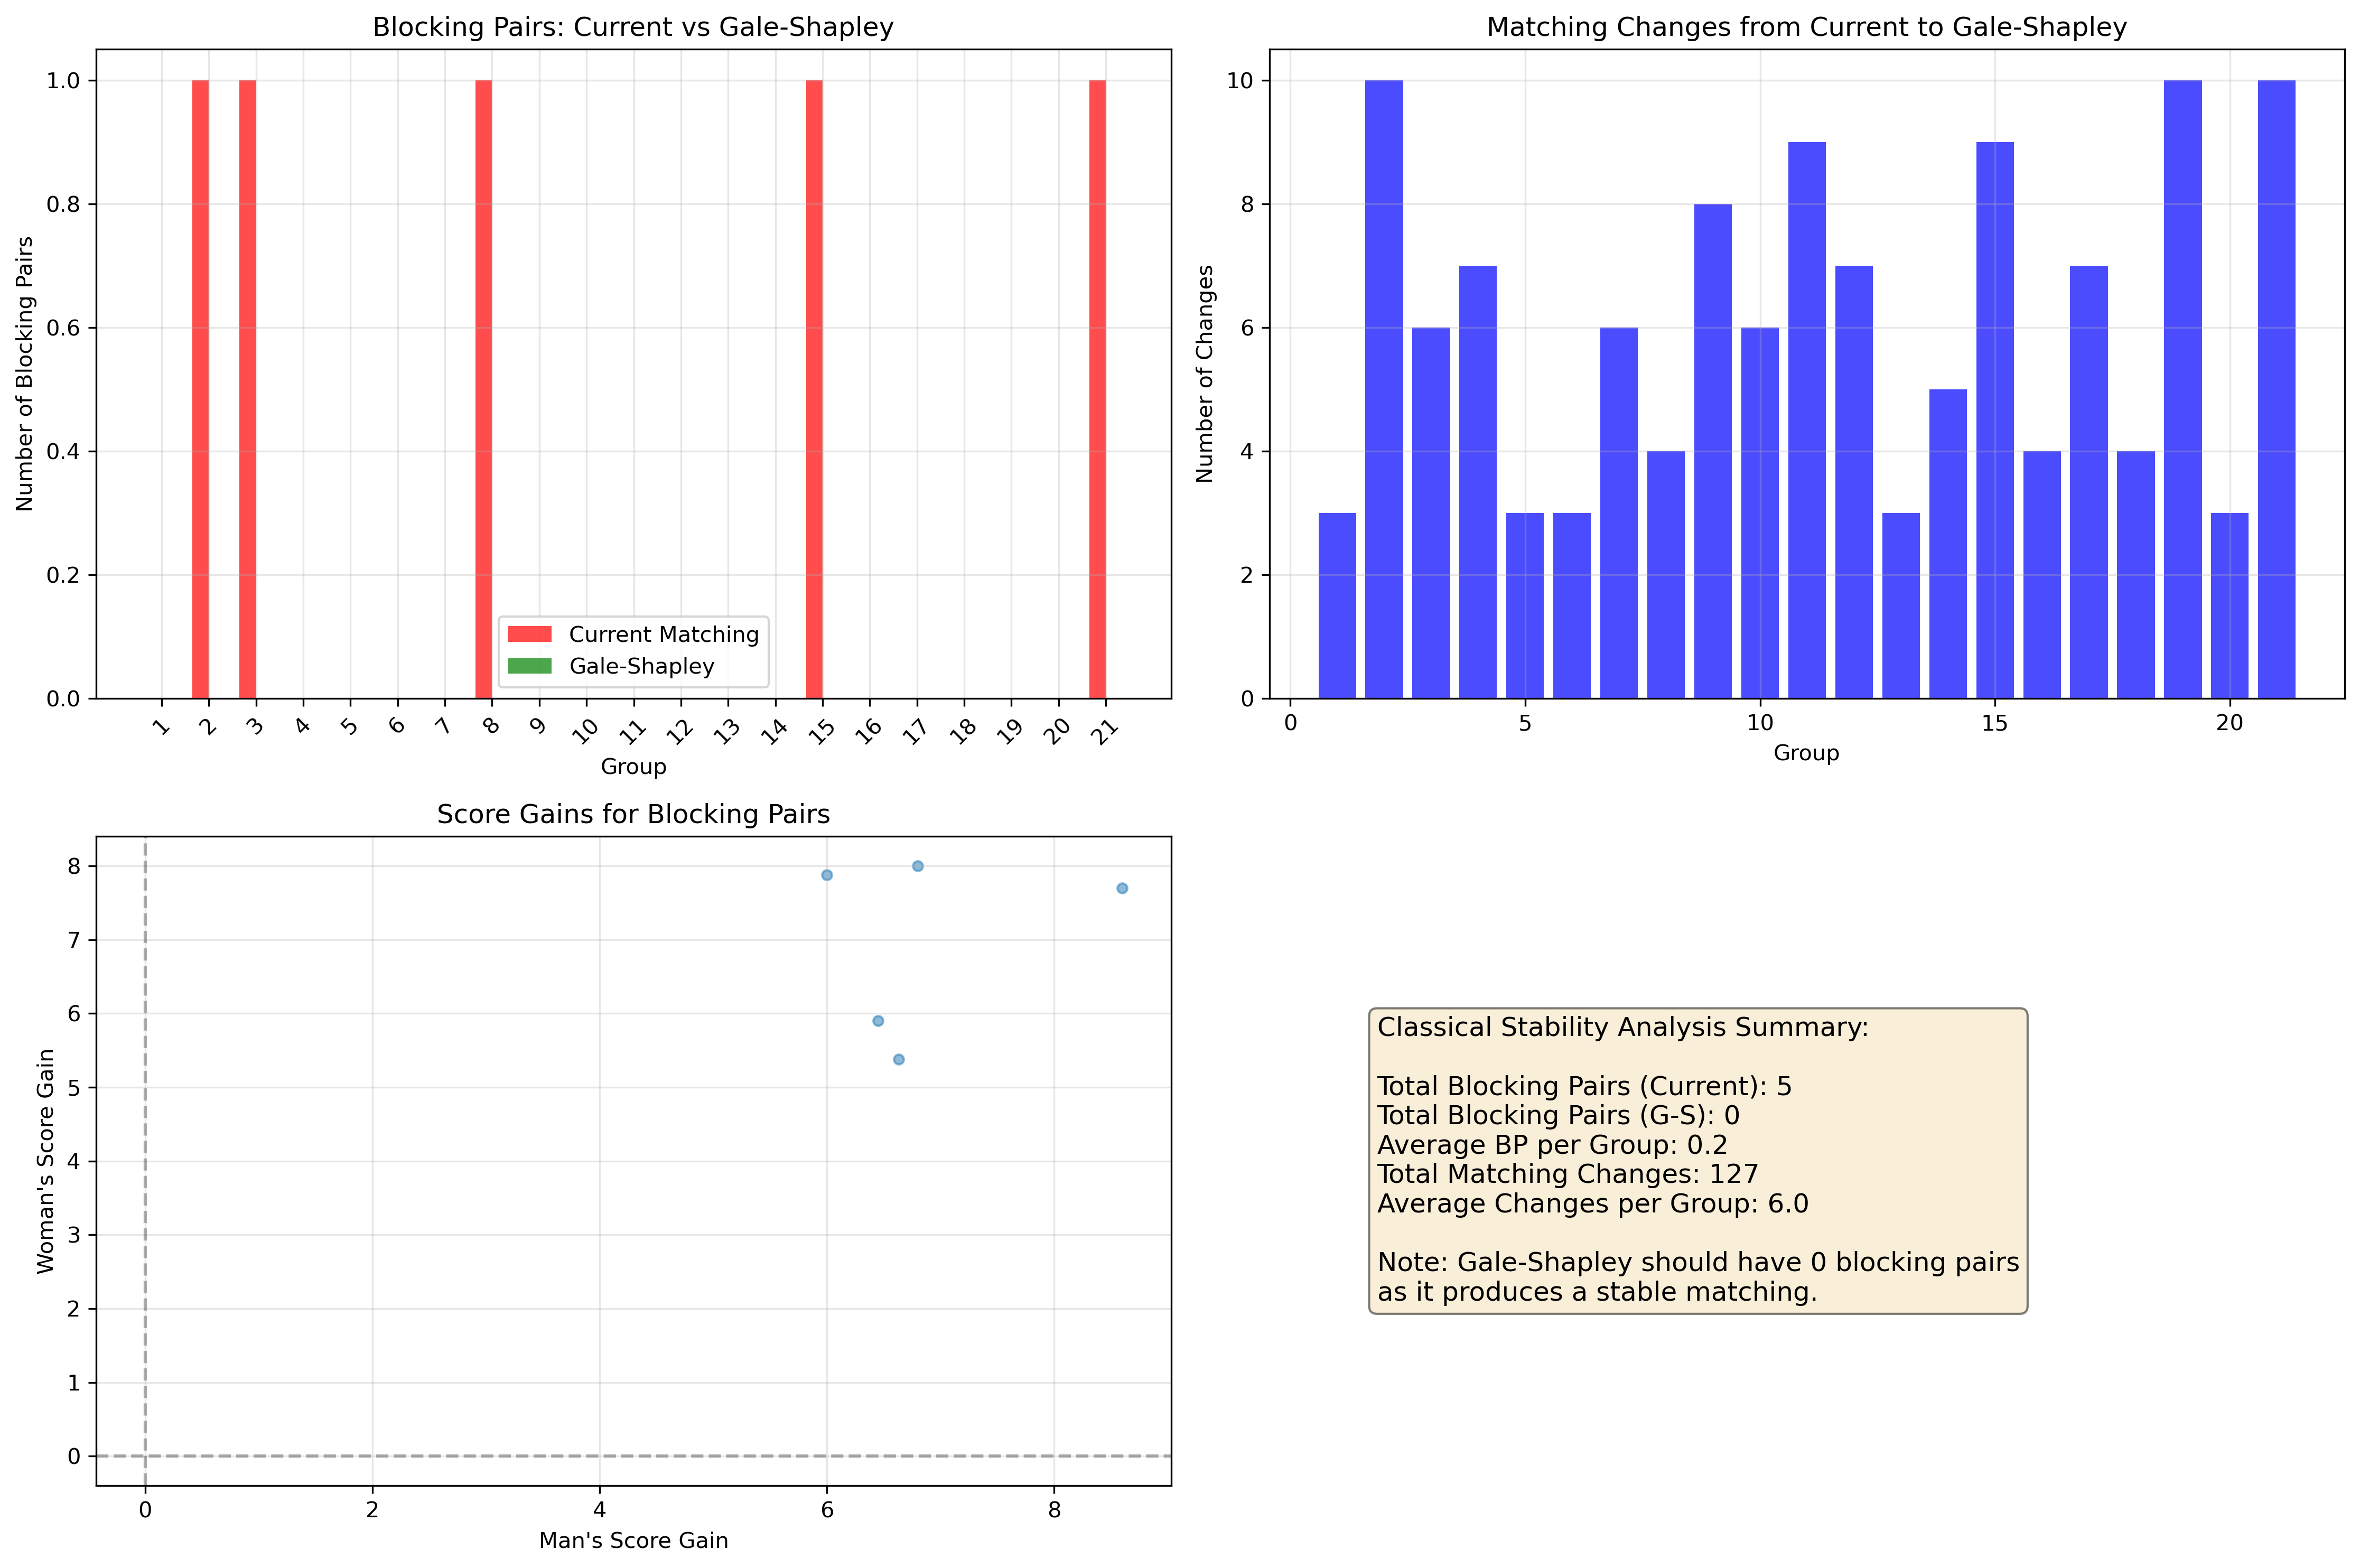 Blocking Pairs: Current vs Gale-Shapley
Number of Blocking Pairs
1.0
0.8
0.6
0.4
0.2
0.0
Current Matching
Gale-Shapley
1 2 3 4 5 6 7 8 9 10 11 12 13 14 15 16 17 18 19 20 21
Group
Matching Changes from Current to Gale-Shapley
Number of Changes
10
8
6
4
2
0
0 5 10 15 20
Group
Score Gains for Blocking Pairs
Woman's Score Gain
8
7
6
5
4
3
2
1
0
0 2 4 6 8
Man's Score Gain
Classical Stability Analysis Summary:
Total Blocking Pairs (Current): 5
Total Blocking Pairs (G-S): 0
Average BP per Group: 0.2
Total Matching Changes: 127
Average Changes per Group: 6.0
Note: Gale-Shapley should have 0 blocking pairs
as it produces a stable matching.